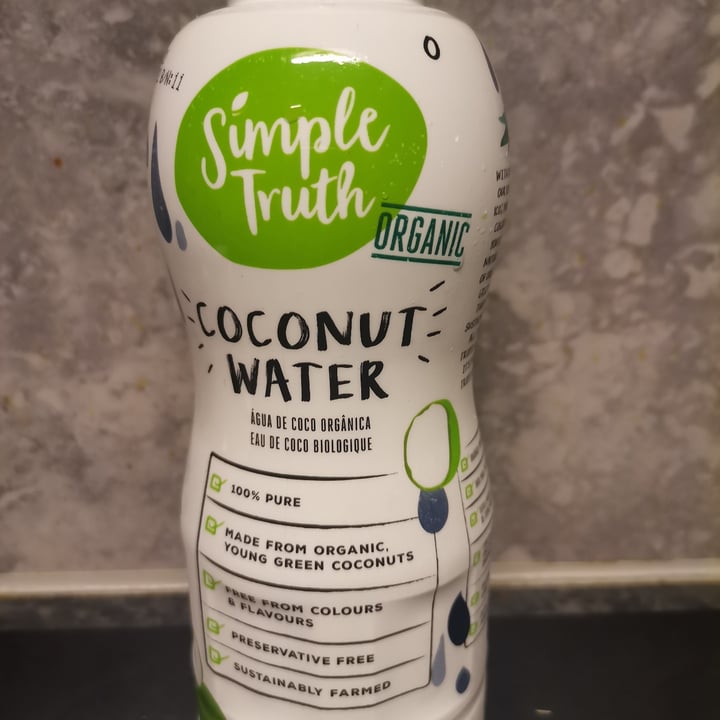 Simple
Truth
ORGANIC
COCONUT
WATER
ÁGUA DE COCO ORGÂNICA
EAU DE COCO BIOLOGIQUE
100% PURE
MADE FROM ORGANIC,
YOUNG GREEN COCONUTS
FREE FROM COLOURS
& FLAVOURS
PRESERVATIVE FREE
SUSTAINABLY FARMED